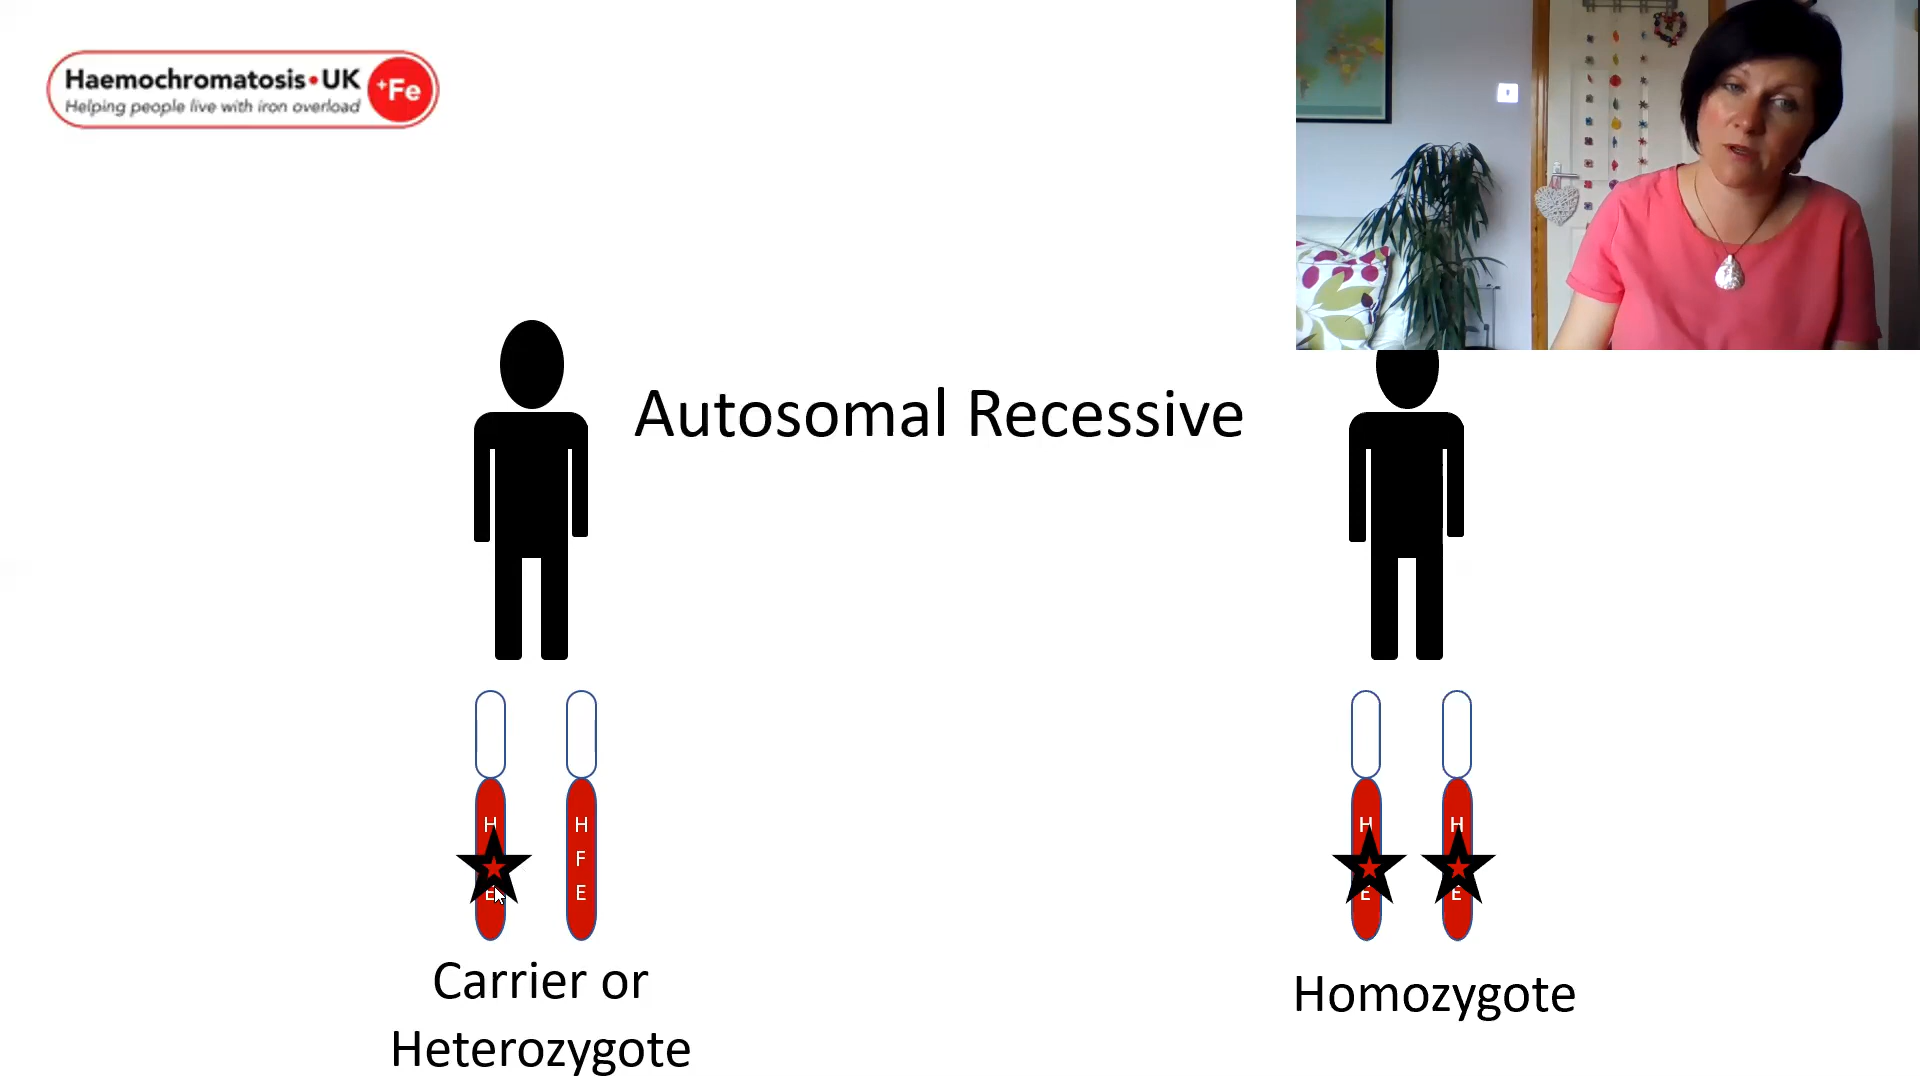 Haemochromatosis•UK
Helping people live with iron overload
+Fe
Autosomal Recessive
H
E
H
F
E
H
E
H
E
Carrier or
Heterozygote
Homozygote